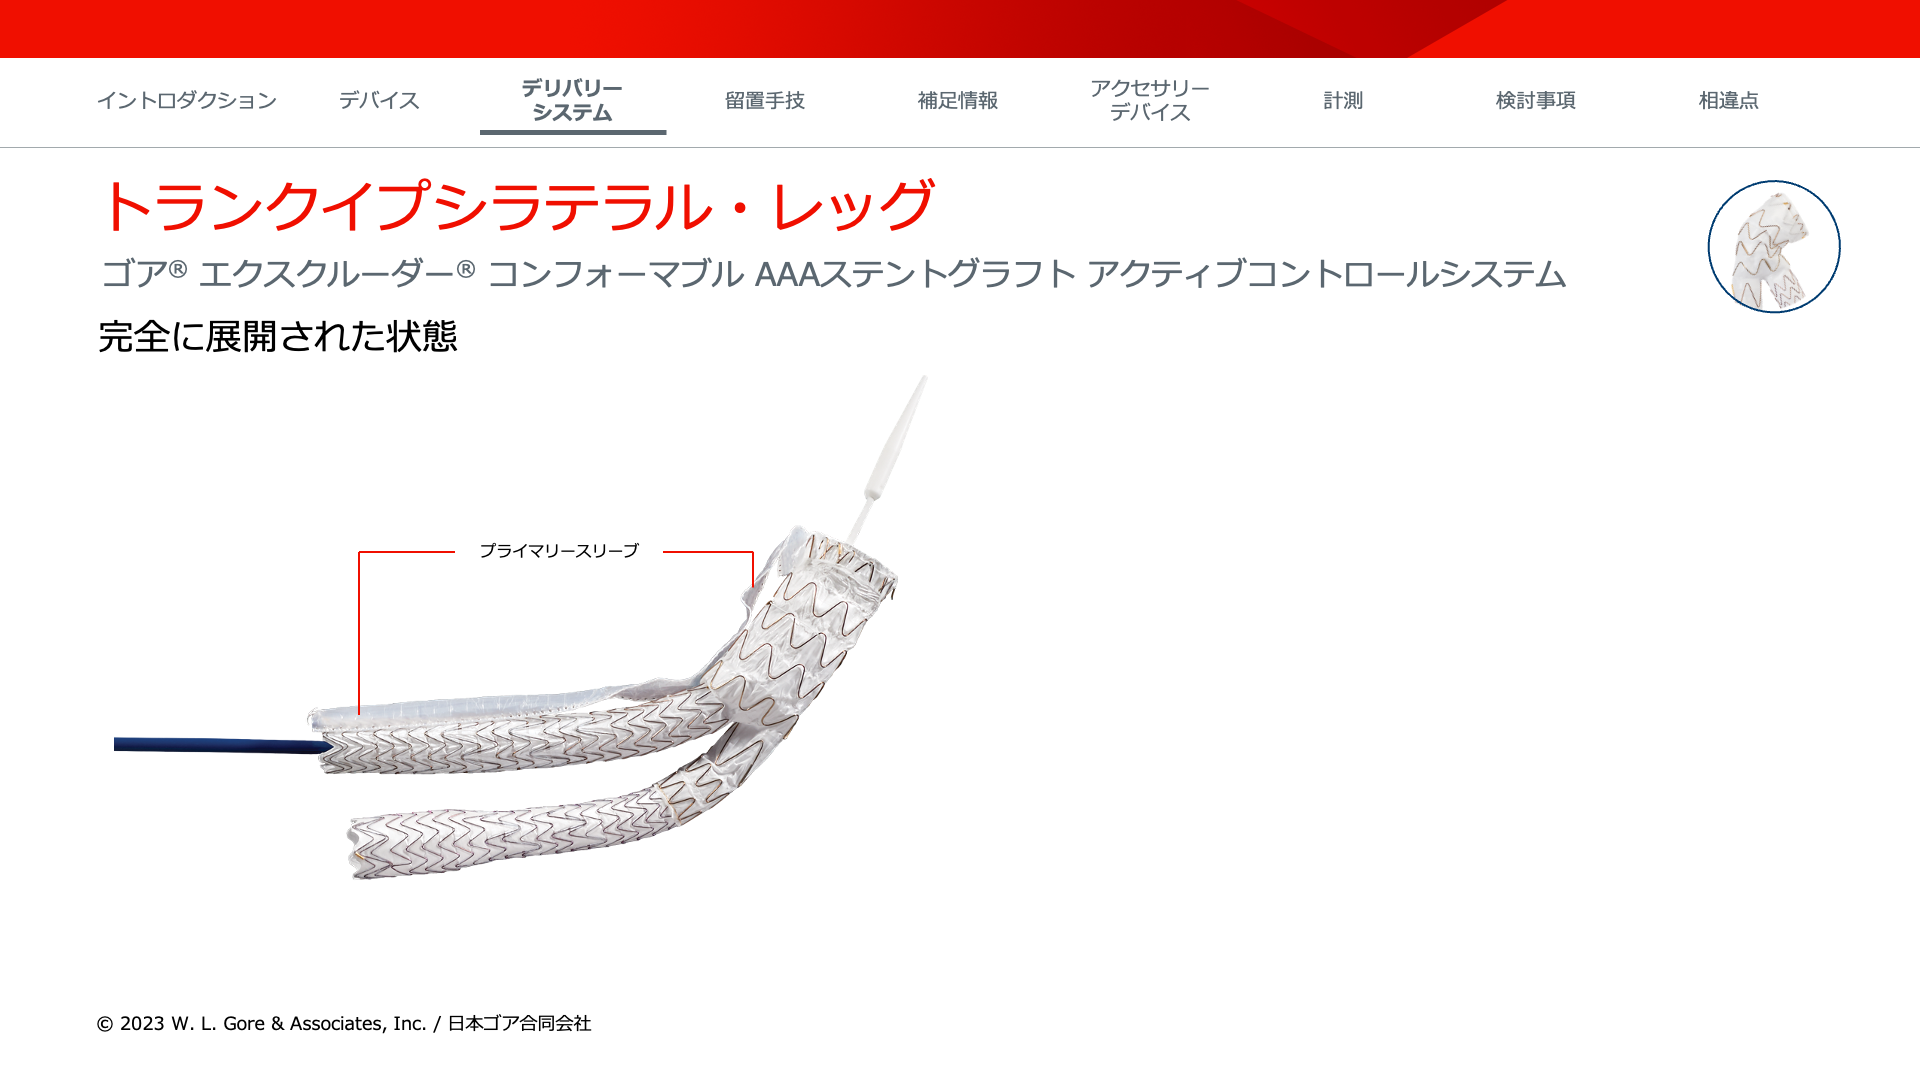 イントロダクション
デバイス
デリバリー
システム
留置手技
補足情報
アクセサリー
デバイス
計測
検討事項
相違点
トランクイプシラテラル・レッグ
ゴア® エクスクルーダー® コンフォーマブル AAAステントグラフト アクティブコントロールシステム
完全に展開された状態
プライマリースリーブ
© 2023 W. L. Gore & Associates, Inc. / 日本ゴア合同会社